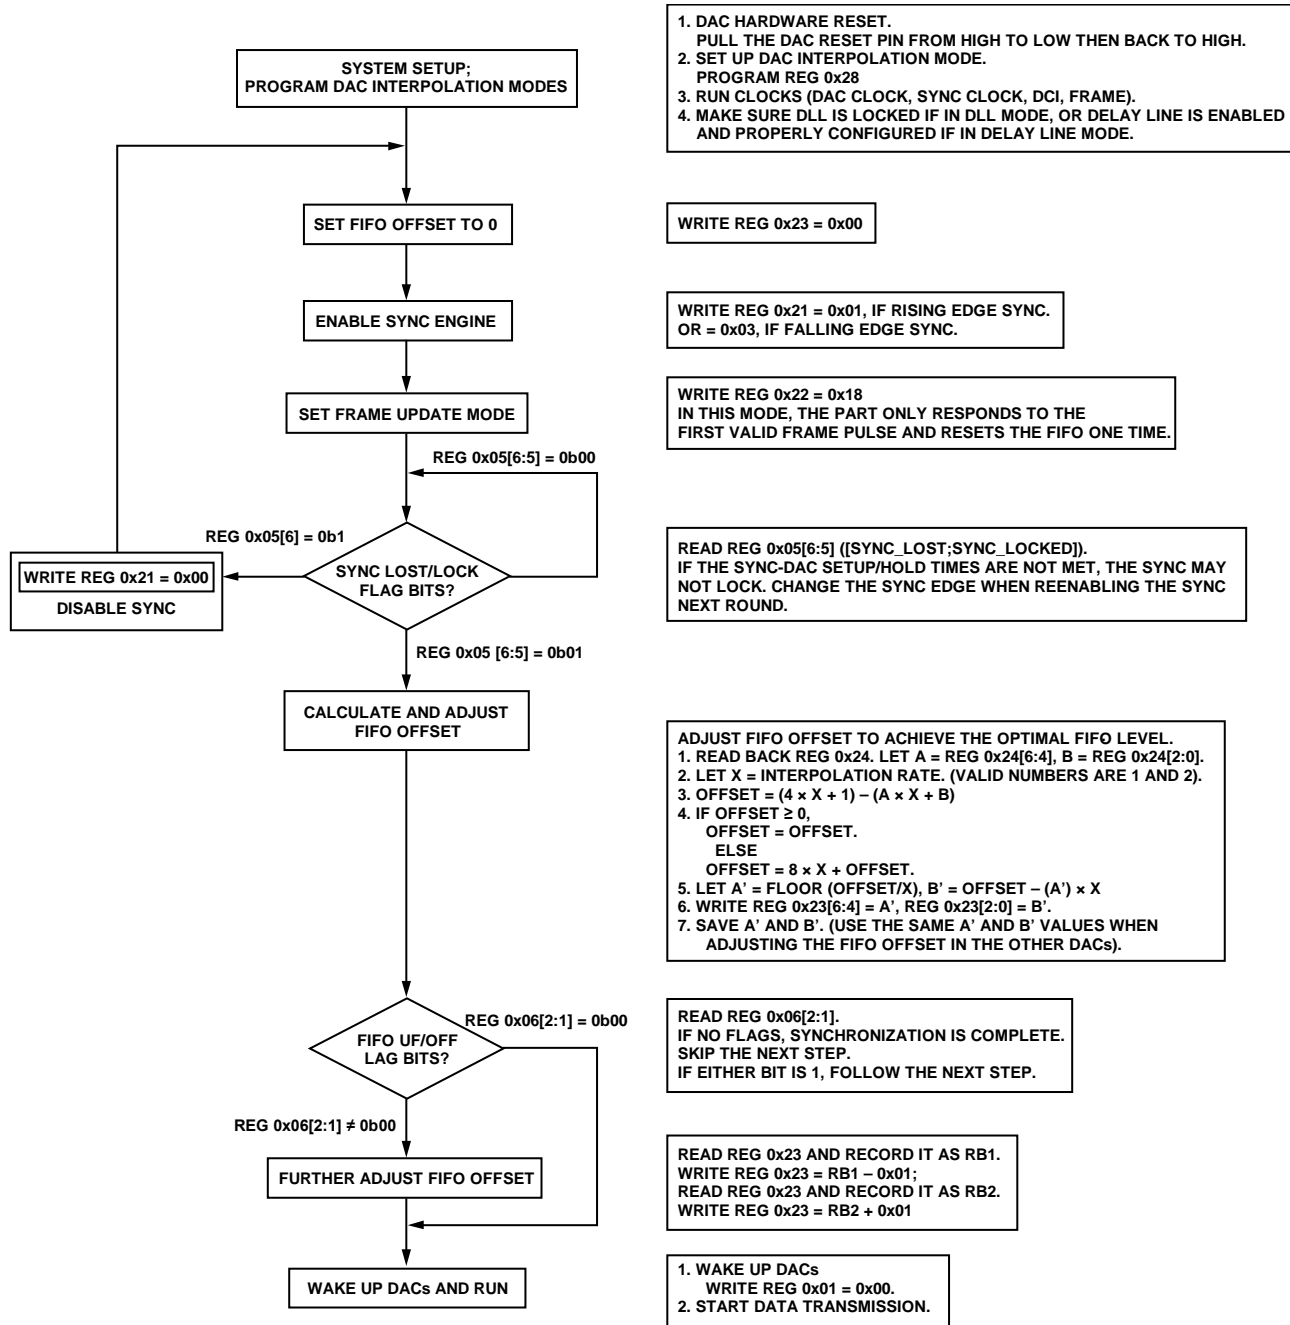 SYSTEM SETUP;
PROGRAM DAC INTERPOLATION MODES
1. DAC HARDWARE RESET.
PULL THE DAC RESET PIN FROM HIGH TO LOW THEN BACK TO HIGH.
2. SET UP DAC INTERPOLATION MODE.
PROGRAM REG 0x28
3. RUN CLOCKS (DAC CLOCK, SYNC CLOCK, DCI, FRAME).
4. MAKE SURE DLL IS LOCKED IF IN DLL MODE, OR DELAY LINE IS ENABLED
AND PROPERLY CONFIGURED IF IN DELAY LINE MODE.
SET FIFO OFFSET TO 0
WRITE REG 0x23 = 0x00
ENABLE SYNC ENGINE
WRITE REG 0x21 = 0x01, IF RISING EDGE SYNC.
OR = 0x03, IF FALLING EDGE SYNC.
SET FRAME UPDATE MODE
WRITE REG 0x22 = 0x18
IN THIS MODE, THE PART ONLY RESPONDS TO THE
FIRST VALID FRAME PULSE AND RESETS THE FIFO ONE TIME.
REG 0x05[6:5] = 0b00
REG 0x05[6] = 0b1
WRITE REG 0x21 = 0x00
DISABLE SYNC
SYNC LOST/LOCK
FLAG BITS?
READ REG 0x05[6:5] ([SYNC_LOST;SYNC_LOCKED]).
IF THE SYNC-DAC SETUP/HOLD TIMES ARE NOT MET, THE SYNC MAY
NOT LOCK. CHANGE THE SYNC EDGE WHEN REENABLING THE SYNC
NEXT ROUND.
REG 0x05 [6:5] = 0b01
CALCULATE AND ADJUST
FIFO OFFSET
ADJUST FIFO OFFSET TO ACHIEVE THE OPTIMAL FIFO LEVEL.
1. READ BACK REG 0x24. LET A = REG 0x24[6:4], B = REG 0x24[2:0].
2. LET X = INTERPOLATION RATE. (VALID NUMBERS ARE 1 AND 2).
3. OFFSET = (4 × X + 1) – (A × X + B)
4. IF OFFSET ≥ 0,
OFFSET = OFFSET.
ELSE
OFFSET = 8 × X + OFFSET.
5. LET A’ = FLOOR (OFFSET/X), B’ = OFFSET – (A’) × X
6. WRITE REG 0x23[6:4] = A’, REG 0x23[2:0] = B’.
7. SAVE A’ AND B’. (USE THE SAME A’ AND B’ VALUES WHEN
ADJUSTING THE FIFO OFFSET IN THE OTHER DACs).
REG 0x06[2:1] = 0b00
FIFO UF/OFF
LAG BITS?
READ REG 0x06[2:1].
IF NO FLAGS, SYNCHRONIZATION IS COMPLETE.
SKIP THE NEXT STEP.
IF EITHER BIT IS 1, FOLLOW THE NEXT STEP.
REG 0x06[2:1] ≠ 0b00
FURTHER ADJUST FIFO OFFSET
READ REG 0x23 AND RECORD IT AS RB1.
WRITE REG 0x23 = RB1 – 0x01;
READ REG 0x23 AND RECORD IT AS RB2.
WRITE REG 0x23 = RB2 + 0x01
WAKE UP DACs AND RUN
1. WAKE UP DACs
WRITE REG 0x01 = 0x00.
2. START DATA TRANSMISSION.